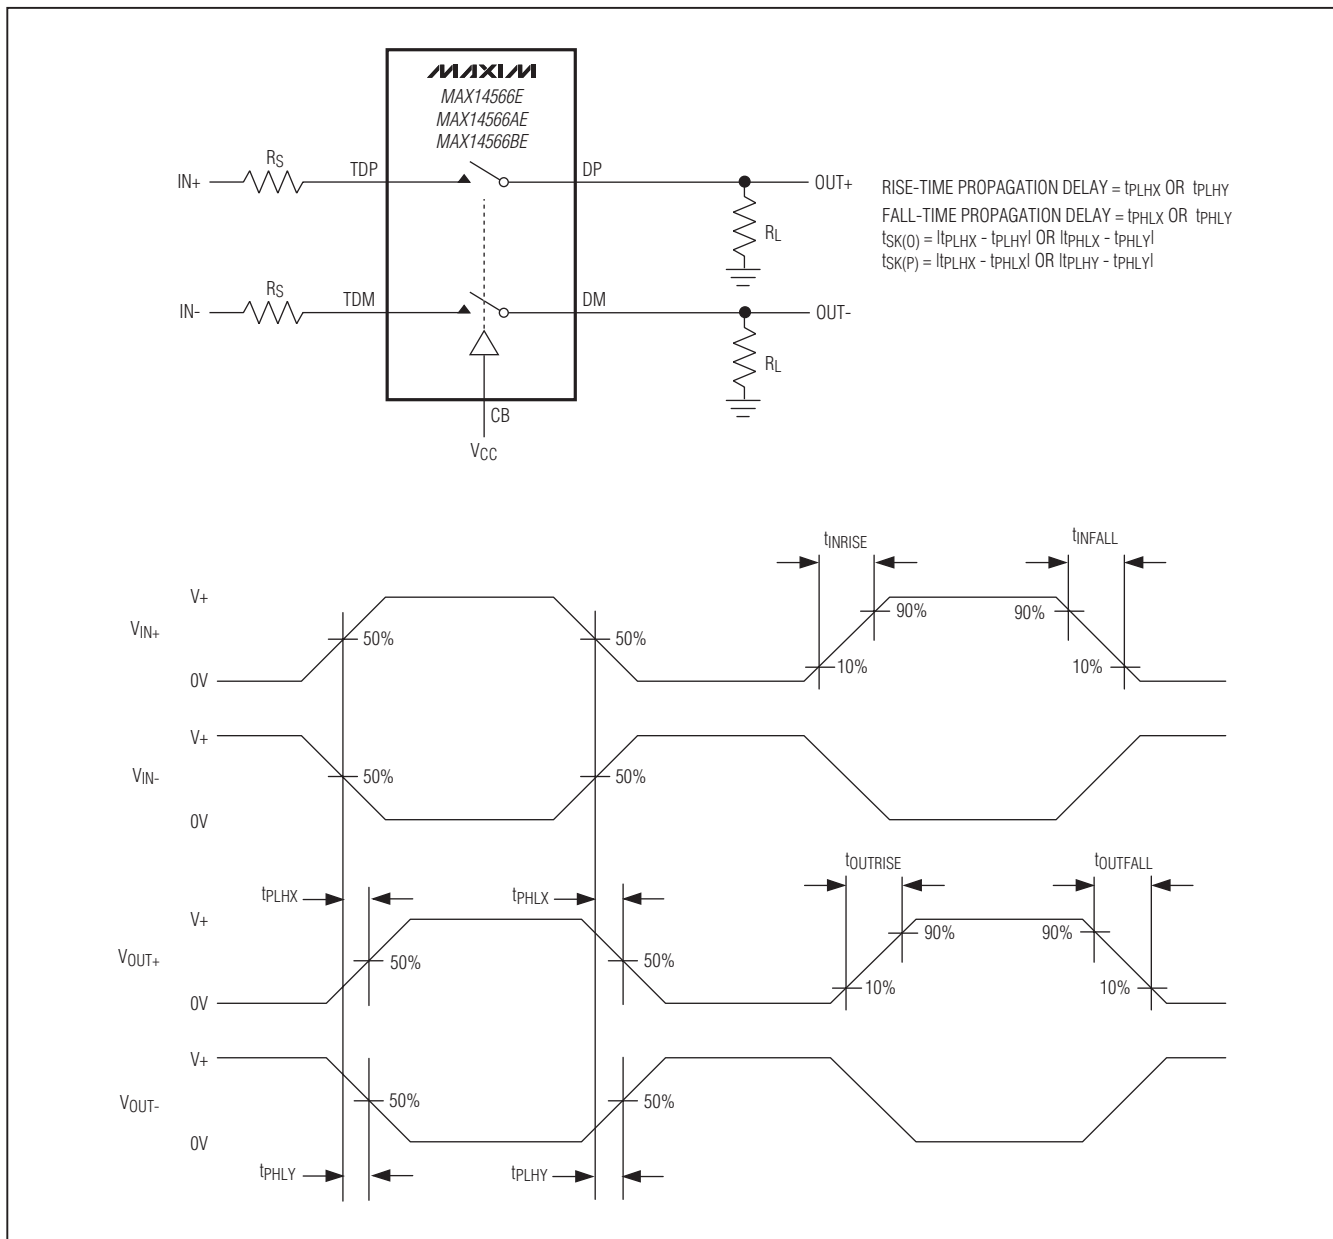 MAXIM
MAX14566E
MAX14566AE
MAX14566BE
IN+
RS
TDP
DP
OUT+
RL
IN-
RS
TDM
DM
OUT-
RL
CB
VCC
RISE-TIME PROPAGATION DELAY = tPLHX OR tPLHY
FALL-TIME PROPAGATION DELAY = tPHLX OR tPHLY
tSK(O) = |tPLHX - tPLHY| OR |tPHLX - tPHLY|
tSK(P) = |tPLHX - tPHLX| OR |tPLHY - tPHLY|
tINRISE
tINFALL
V+
VIN+
0V
50%
50%
10%
90%
90%
10%
V+
VIN-
0V
50%
50%
tPLHX
tPHLX
tOUTRISE
tOUTFALL
V+
VOUT+
0V
50%
50%
10%
90%
90%
10%
V+
VOUT-
0V
50%
50%
tPHLY
tPLHY